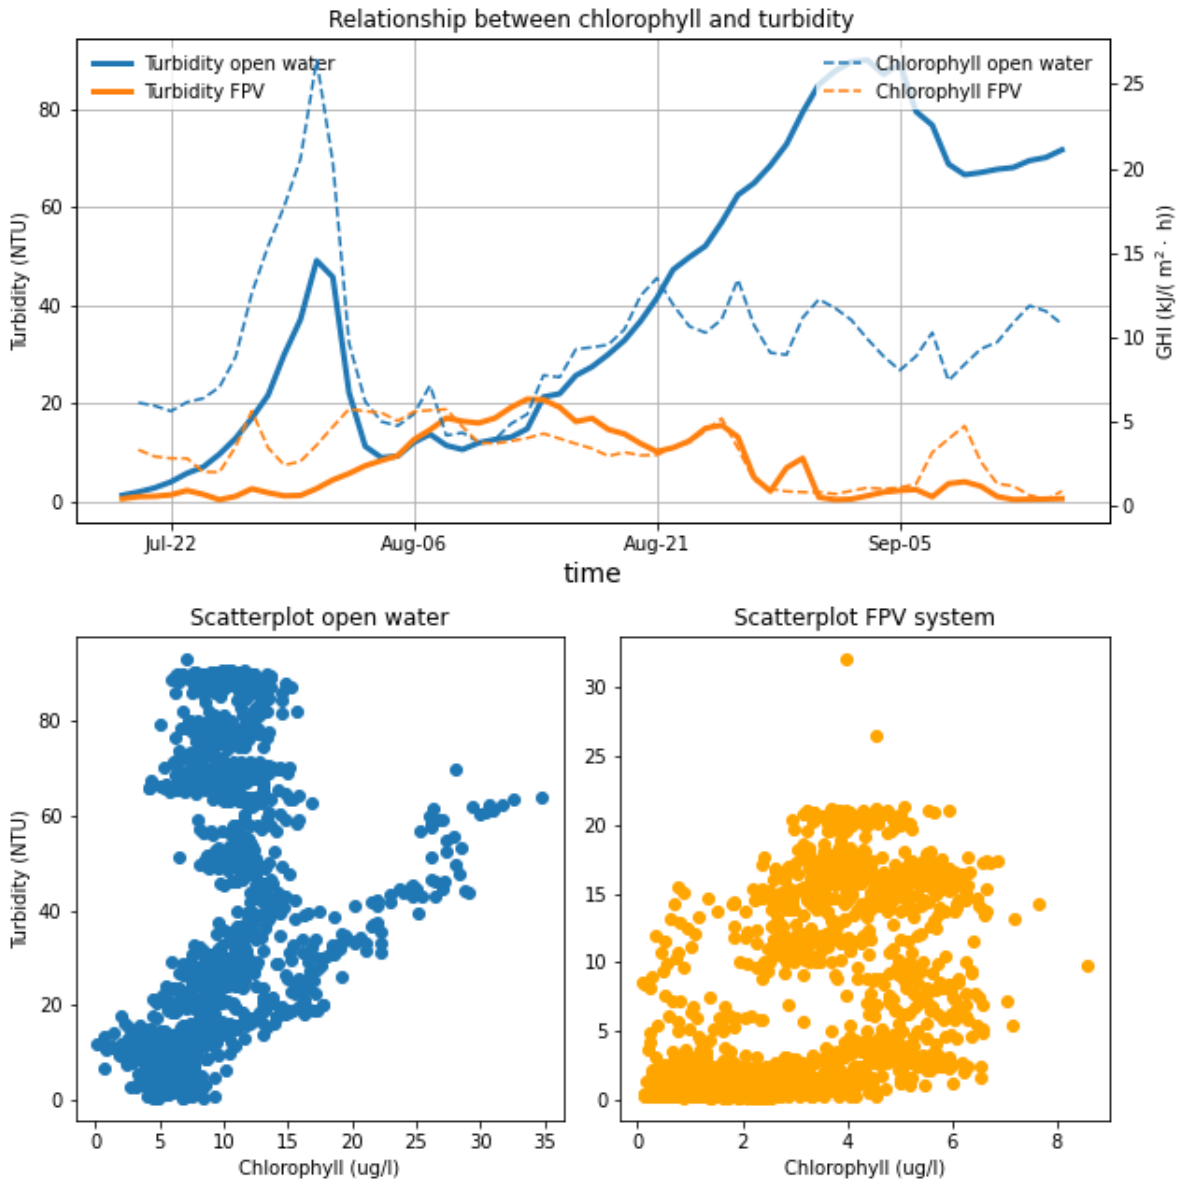 Relationship between chlorophyll and turbidity
Turbidity open water
Turbidity FPV
Chlorophyll open water
Chlorophyll FPV
Turbidity (NTU)
80
60
40
20
0
GHI (kJ/( m² · h))
25
20
15
10
5
0
Jul-22 Aug-06 Aug-21 Sep-05
time
Scatterplot open water
Turbidity (NTU)
80
60
40
20
0
0 5 10 15 20 25 30 35
Chlorophyll (ug/l)
Scatterplot FPV system
30
25
20
15
10
5
0
0 2 4 6 8
Chlorophyll (ug/l)